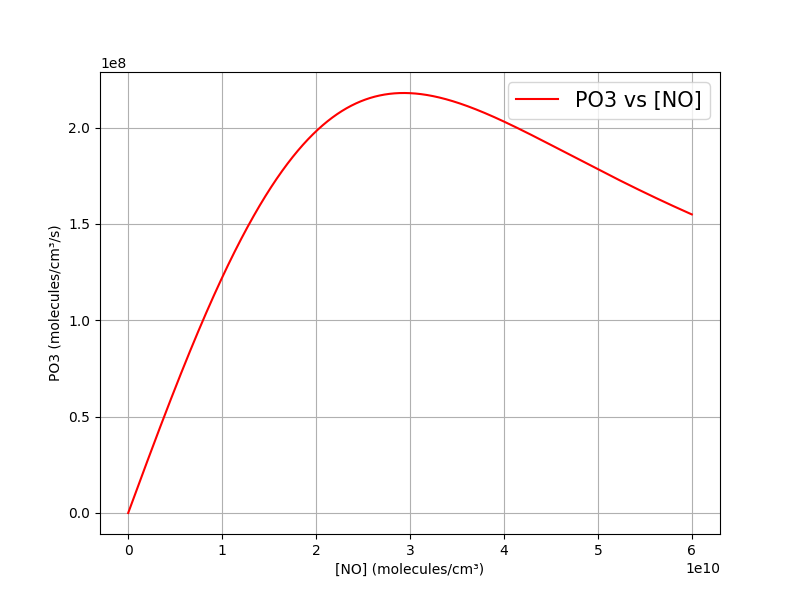 1e8
PO3 vs [NO]
2.0
1.5
1.0
0.5
0.0
PO3 (molecules/cm³/s)
0 1 2 3 4 5 6
[NO] (molecules/cm³)
1e10